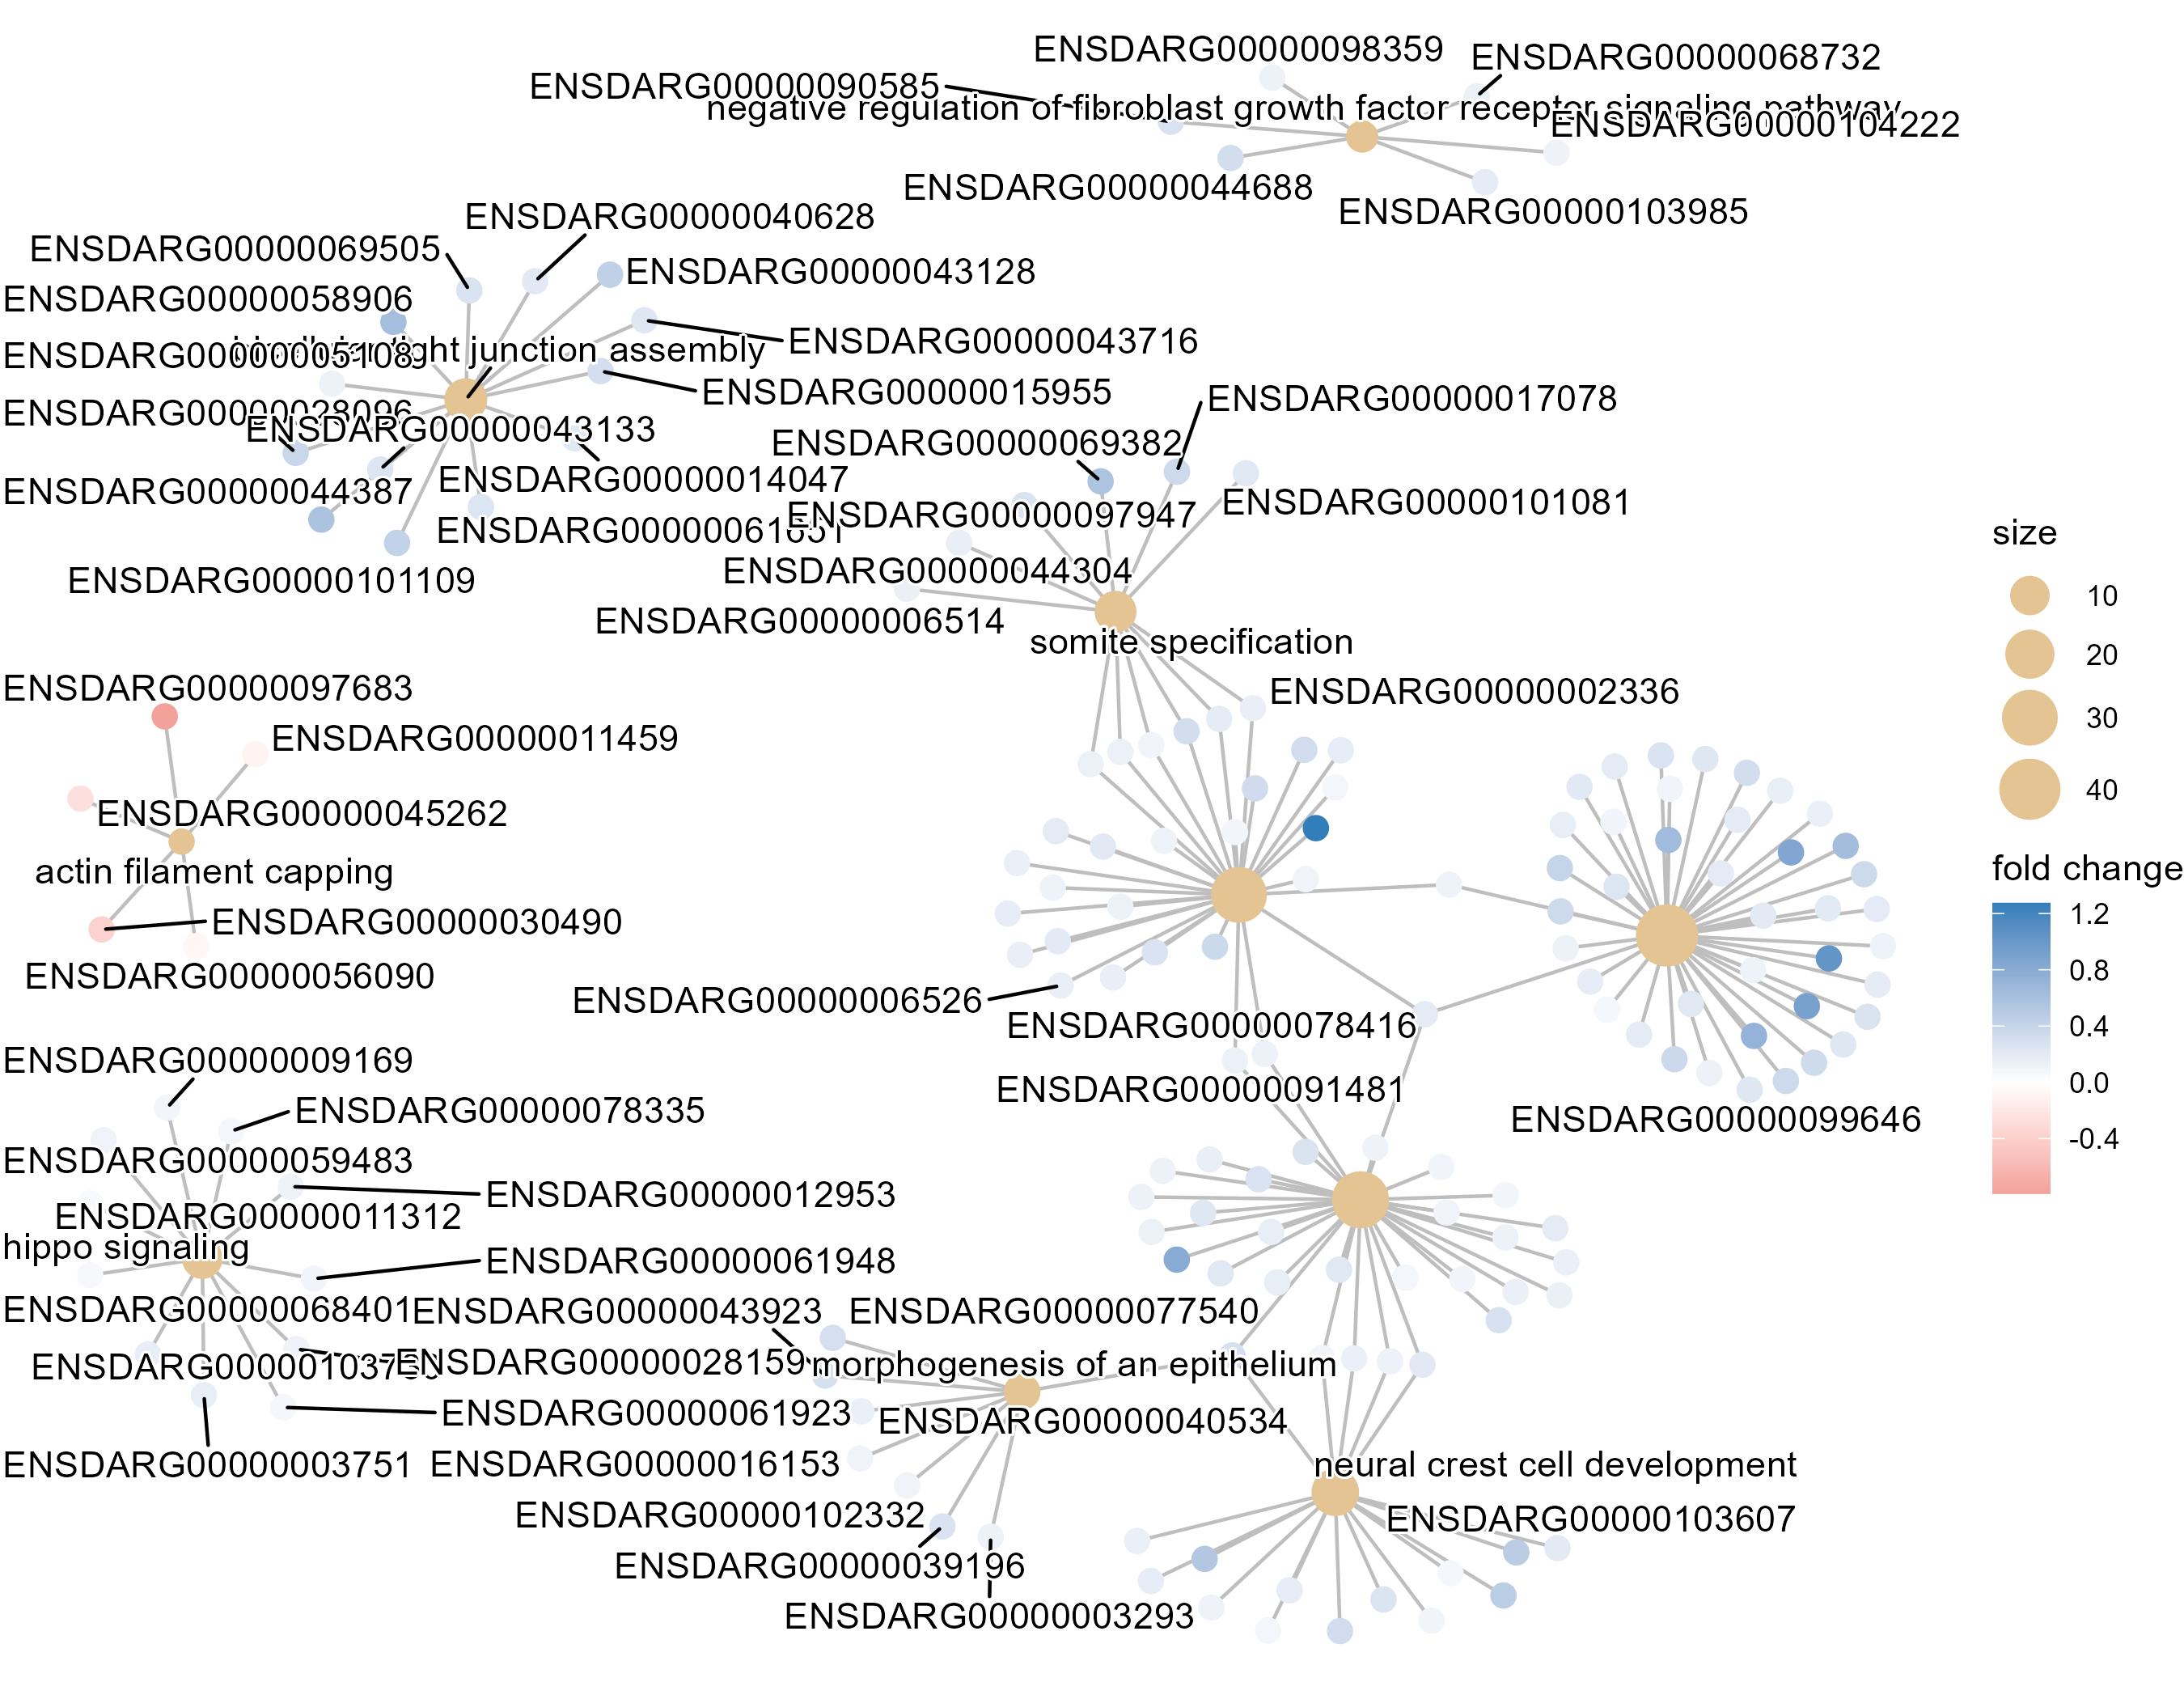 ENSDARG00000098359
ENSDARG00000068732
ENSDARG00000090585
negative regulation of fibroblast growth factor receptor signaling pathway
ENSDARG00000104222
ENSDARG00000044688
ENSDARG00000103985
ENSDARG00000040628
ENSDARG00000069505
ENSDARG00000043128
ENSDARG00000058906
ENSDARG00000043716
tight junction assembly
ENSDARG00000005108
ENSDARG00000015955
ENSDARG00000017078
ENSDARG00000028096
ENSDARG00000043133
ENSDARG00000069382
ENSDARG00000014047
ENSDARG00000044387
ENSDARG00000101081
ENSDARG00000097947
ENSDARG00000044304
ENSDARG00000101109
ENSDARG00000006514
somite specification
ENSDARG00000002336
ENSDARG00000097683
ENSDARG00000011459
ENSDARG00000045262
actin filament capping
ENSDARG00000030490
ENSDARG00000056090
ENSDARG00000006526
ENSDARG00000078416
ENSDARG00000009169
ENSDARG00000091481
ENSDARG00000078335
ENSDARG00000099646
ENSDARG00000059483
ENSDARG00000012953
ENSDARG00000011312
hippo signaling
ENSDARG00000061948
ENSDARG00000068401
ENSDARG00000043923
ENSDARG00000077540
ENSDARG00000028159
morphogenesis of an epithelium
ENSDARG00000061923
ENSDARG00000040534
ENSDARG00000003751
ENSDARG00000016153
neural crest cell development
ENSDARG00000102332
ENSDARG00000103607
ENSDARG00000039196
ENSDARG00000003293
size
10
20
30
40
fold change
1.2
0.8
0.4
0.0
-0.4